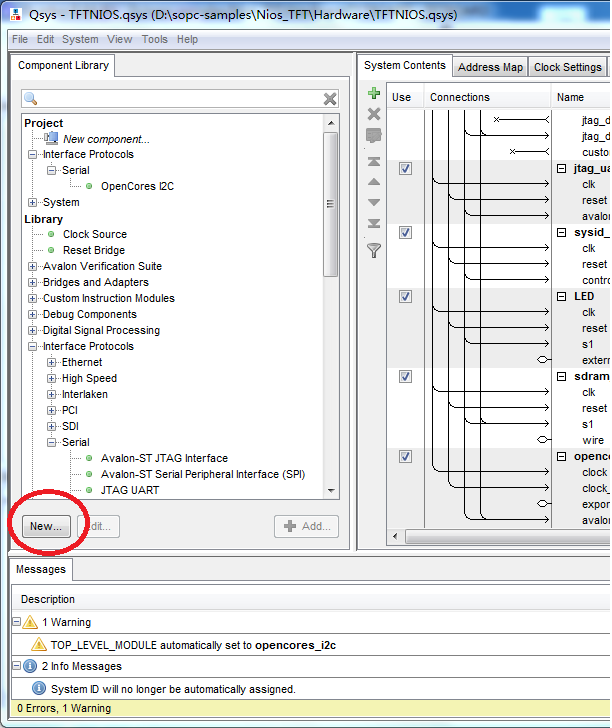 Qsys - TFTNIOS.qsys (D:\sopc-samples\Nios_TFT\Hardware\TFTNIOS.qsys)
File Edit System View Tools Help
Component Library
Project
New component...
Interface Protocols
Serial
OpenCores I2C
System
Library
Clock Source
Reset Bridge
Avalon Verification Suite
Bridges and Adapters
Custom Instruction Modules
Debug Components
Digital Signal Processing
Interface Protocols
Ethernet
High Speed
Interlaken
PCI
SDI
Serial
Avalon-ST JTAG Interface
Avalon-ST Serial Peripheral Interface (SPI)
JTAG UART
New... dit... Add...
System Contents Address Map Clock Settings
Use Connections Name
jtag_d
jtag_d
custo
jtag_ua
clk
reset
avalon
sysid_
clk
reset
contro
LED
clk
reset
s1
extern
sdram
clk
reset
s1
wire
openco
clock
clock_
expor
avalo
Messages
Description
1 Warning
TOP_LEVEL_MODULE automatically set to opencores_i2c
2 Info Messages
System ID will no longer be automatically assigned.
0 Errors, 1 Warning